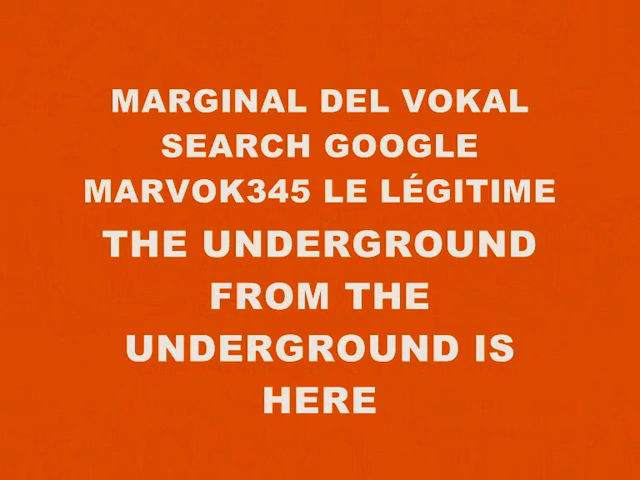 MARGINAL DEL VOKAL
SEARCH GOOGLE
MARVOK345 LE LÉGITIME
THE UNDERGROUND
FROM THE
UNDERGROUND IS
HERE